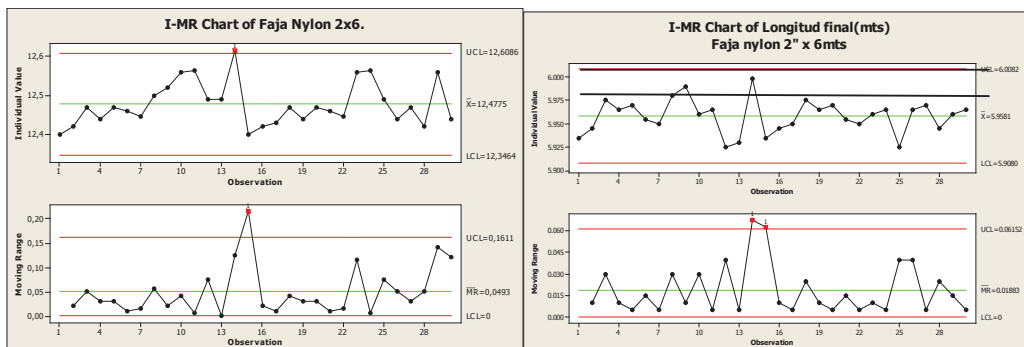 I-MR Chart of Faja Nylon 2x6.
1
12,6
12,4
Individual Value
UCL=12,6086
X=12,4775
LCL=12,3464
1 4 7 10 13 16 19 22 25 28
Observation
1
0,20
0,15
0,10
0,05
0,00
Moving Range
UCL=0,1611
MR=0,0493
LCL=0
1 4 7 10 13 16 19 22 25 28
Observation
I-MR Chart of Longitud final(mts)
Faja nylon 2" x 6mts
6.000
5.975
5.950
5.925
5.900
Individual Value
UCL=6.0082
X=5.9581
LCL=5.9080
1 4 7 10 13 16 19 22 25 28
Observation
1
1
0.060
0.045
0.030
0.015
0.000
Moving Range
UCL=0.06152
MR=0.01883
LCL=0
1 4 7 10 13 16 19 22 25 28
Observation